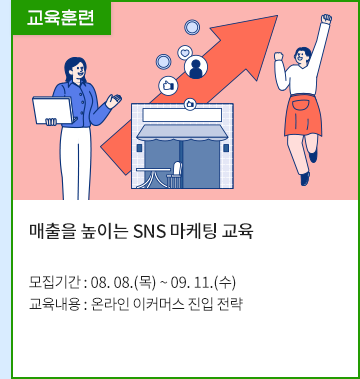 교육훈련
매출을 높이는 SNS 마케팅 교육
모집기간 : 08. 08.(목) ~ 09. 11.(수)
교육내용 : 온라인 이커머스 진입 전략